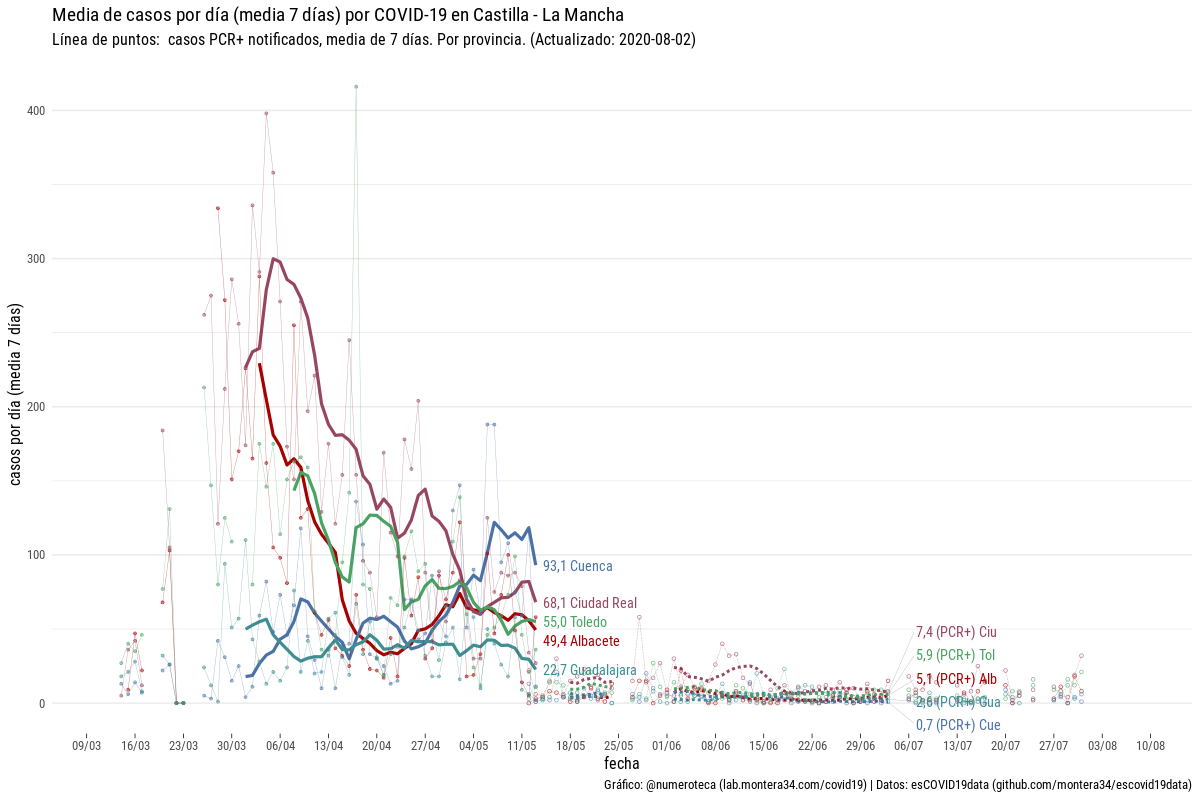 Media de casos por día (media 7 días) por COVID-19 en Castilla - La Mancha
Línea de puntos:  casos PCR+ notificados, media de 7 días. Por provincia. (Actualizado: 2020-08-02)
casos por día (media 7 días)
400
300
200
100
0
93,1 Cuenca
68,1 Ciudad Real
55,0 Toledo
49,4 Albacete
22,7 Guadalajara
7,4 (PCR+) Ciu
5,9 (PCR+) Tol
5,1 (PCR+) Alb
2,6 (PCR+) Gua
0,7 (PCR+) Cue
09/03 16/03 23/03 30/03 06/04 13/04 20/04 27/04 04/05 11/05 18/05 25/05 01/06 08/06 15/06 22/06 29/06 06/07 13/07 20/07 27/07 03/08 10/08
fecha
Gráfico: @numeroteca (lab.montera34.com/covid19) | Datos: esCOVID19data (github.com/montera34/escovid19data)